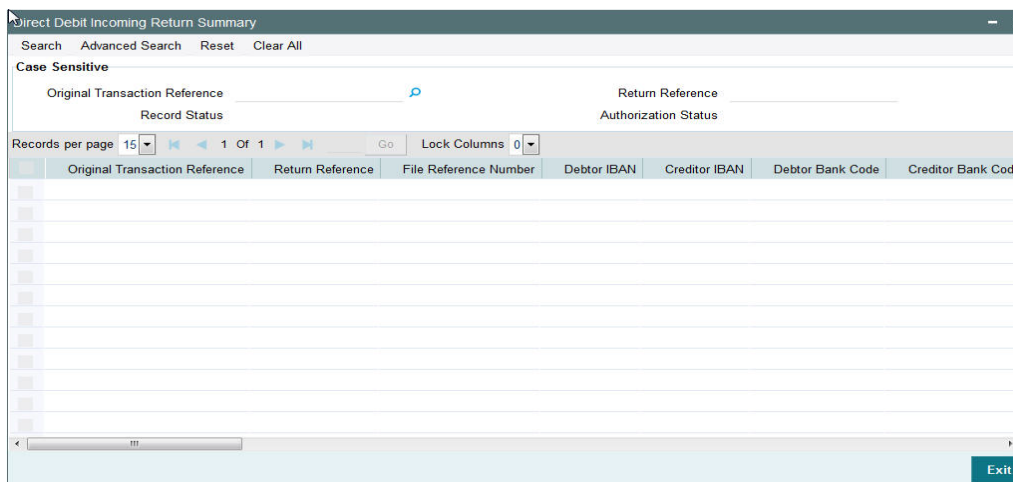 Direct Debit Incoming Return Summary
Search Advanced Search Reset Clear All
Case Sensitive
Original Transaction Reference Return Reference
Record Status Authorization Status
Records per page 15 1 Of 1 Go Lock Columns 0
Original Transaction Reference Return Reference File Reference Number Debtor IBAN Creditor IBAN Debtor Bank Code Creditor Bank Cod
Exit